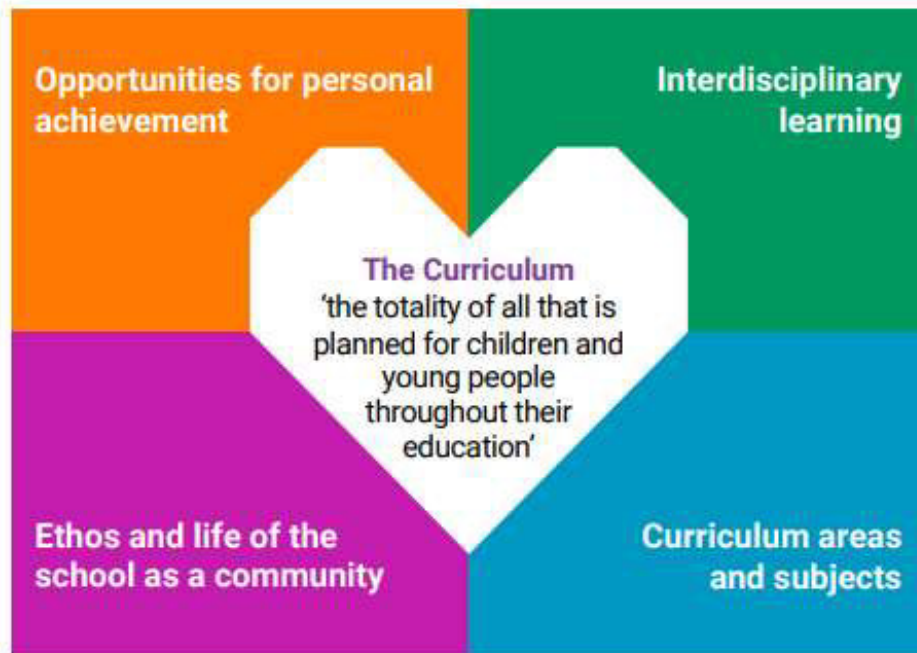 Opportunities for personal
achievement
Interdisciplinary
learning
The Curriculum
‘the totality of all that is
planned for children and
young people
throughout their
education’
Ethos and life of the
school as a community
Curriculum areas
and subjects